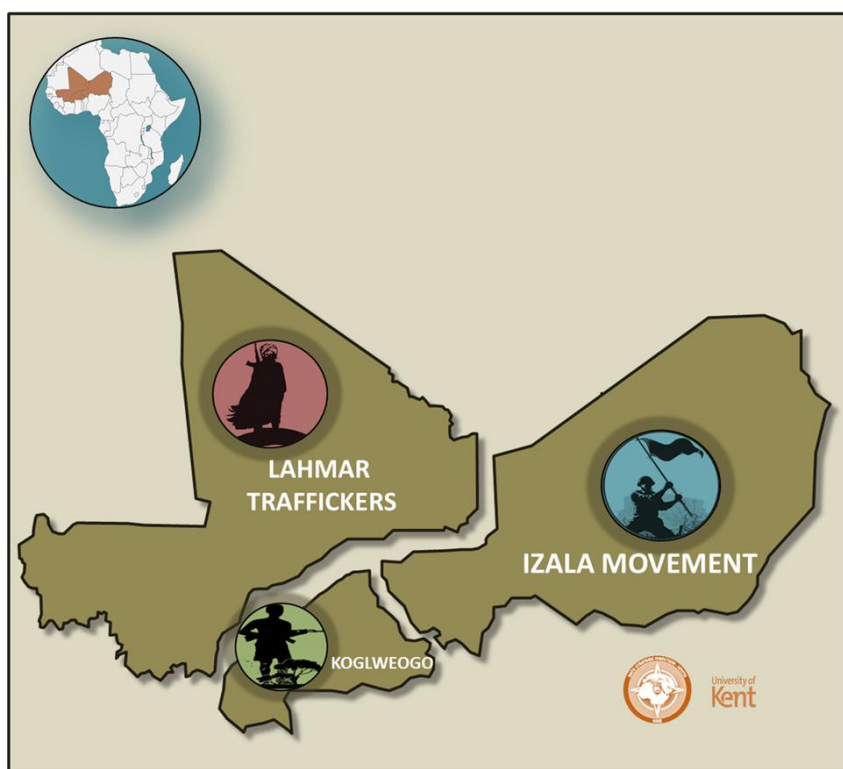 LAHMAR
TRAFFICKERS
IZALA MOVEMENT
KOGLWEOGO
University of
Kent